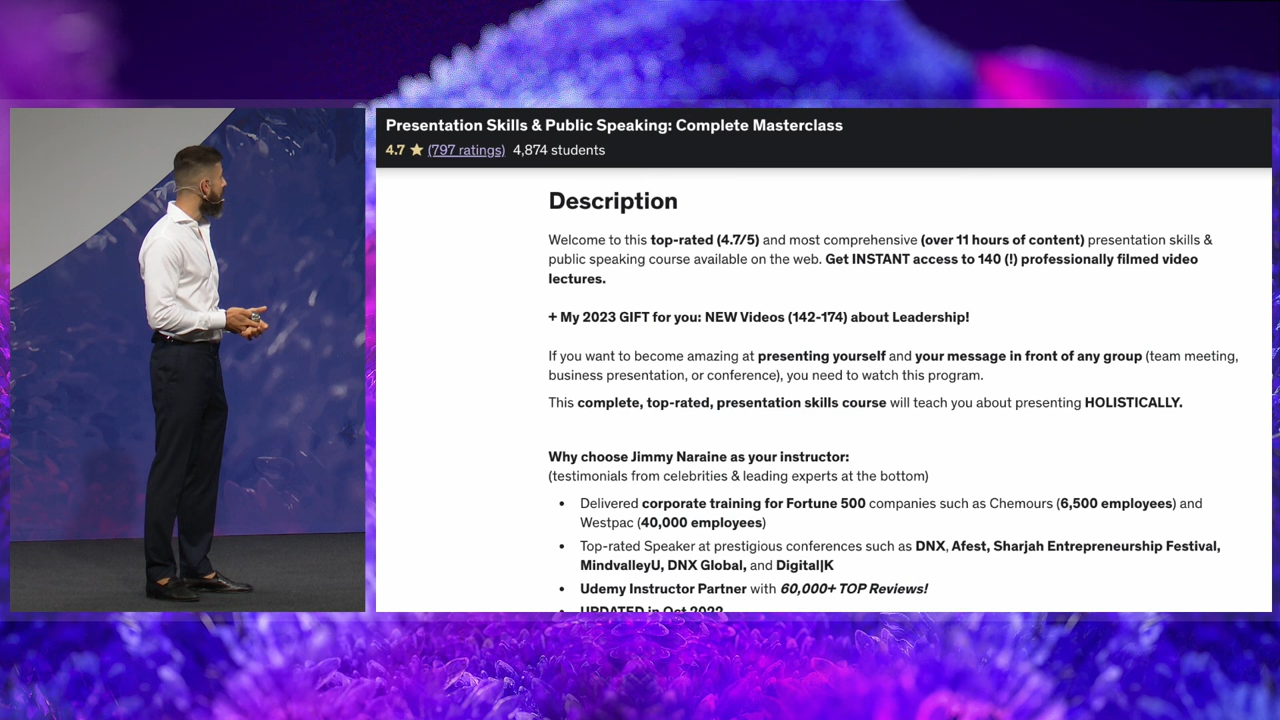 Presentation Skills & Public Speaking: Complete Masterclass
4.7 ★ (797 ratings) 4,874 students
Description
Welcome to this top-rated (4.7/5) and most comprehensive (over 11 hours of content) presentation skills &
public speaking course available on the web. Get INSTANT access to 140 (!) professionally filmed video
lectures.
+ My 2023 GIFT for you: NEW Videos (142-174) about Leadership!
If you want to become amazing at presenting yourself and your message in front of any group (team meeting,
business presentation, or conference), you need to watch this program.
This complete, top-rated, presentation skills course will teach you about presenting HOLISTICALLY.
Why choose Jimmy Naraine as your instructor:
(testimonials from celebrities & leading experts at the bottom)
• Delivered corporate training for Fortune 500 companies such as Chemours (6,500 employees) and
Westpac (40,000 employees)
• Top-rated Speaker at prestigious conferences such as DNX, Afest, Sharjah Entrepreneurship Festival,
MindvalleyU, DNX Global, and Digital|K
• Udemy Instructor Partner with 60,000+ TOP Reviews!
• UPDATED in Oct 2022